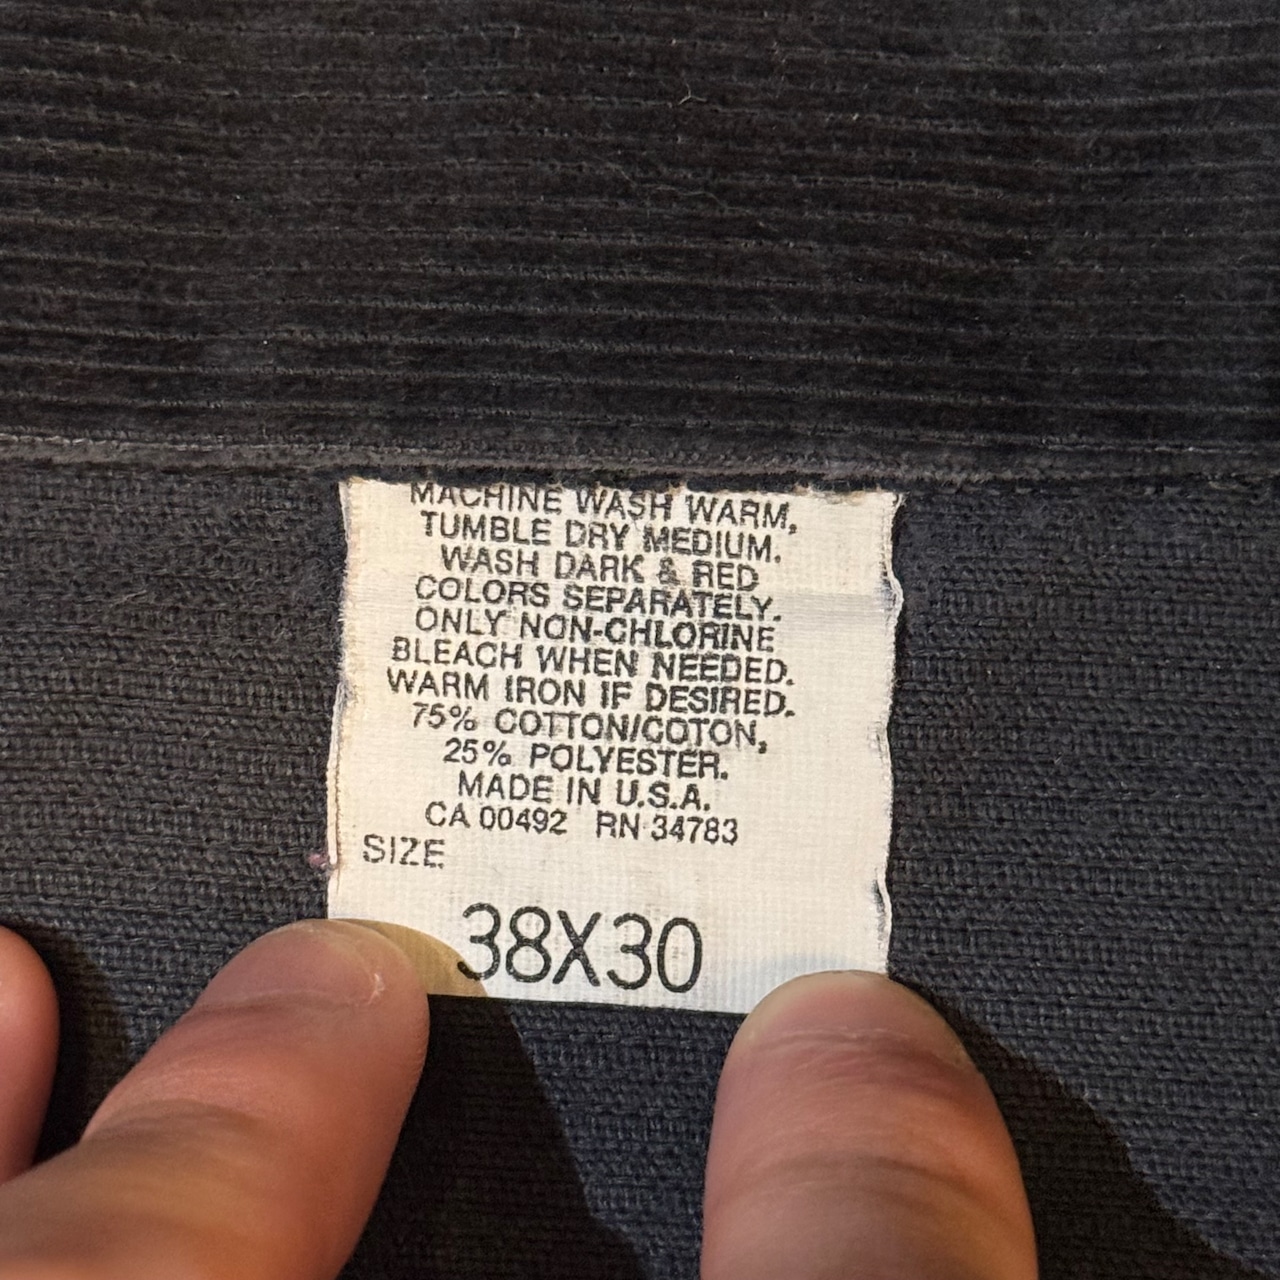 MACHINE WASH WARM,
TUMBLE DRY MEDIUM.
WASH DARK & RED
COLORS SEPARATELY.
ONLY NON-CHLORINE
BLEACH WHEN NEEDED.
WARM IRON IF DESIRED.
75% COTTON/COTON,
25% POLYESTER.
MADE IN U.S.A.
CA 00492 RN 34783
SIZE
38X30